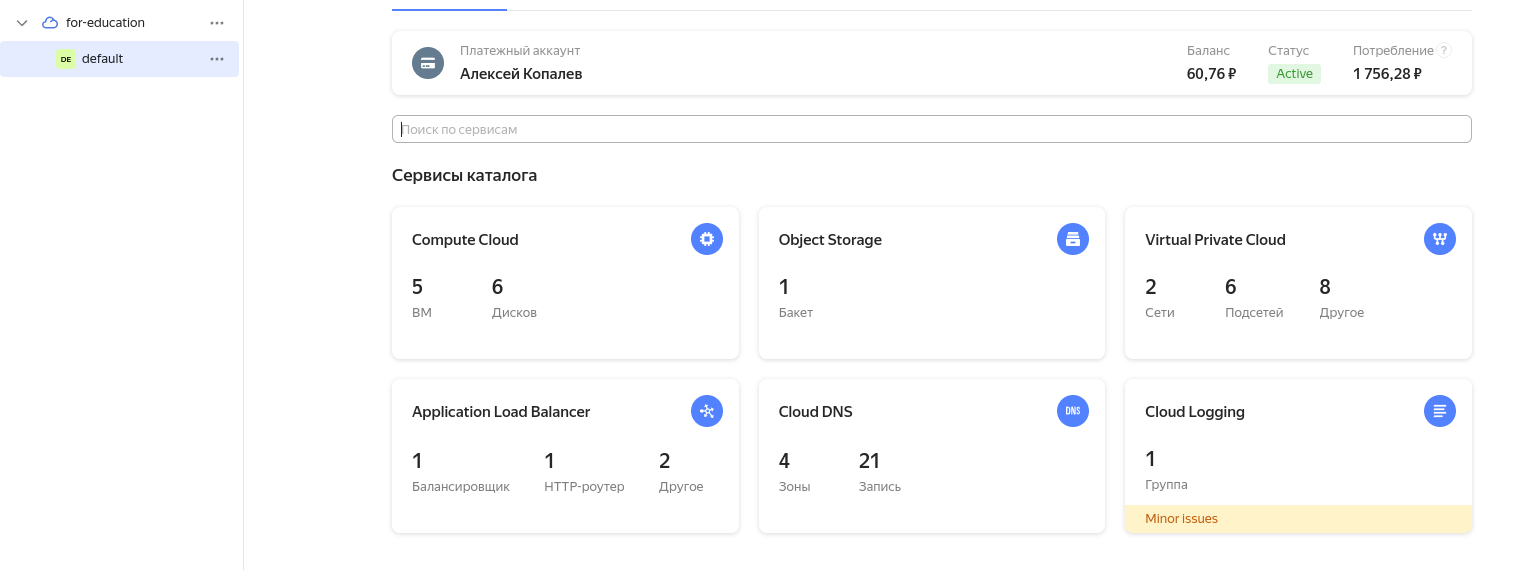 for-education
DE default
Платежный аккаунт
Алексей Копалев
Баланс
60,76 ₽
Статус
Active
Потребление ?
1 756,28 ₽
Поиск по сервисам
Сервисы каталога
Compute Cloud
5 6
ВМ Дисков
Object Storage
1
Бакет
Virtual Private Cloud
2 6 8
Сети Подсетей Другое
Application Load Balancer
1 1 2
Балансировщик HTTP-роутер Другое
Cloud DNS
DNS
4 21
Зоны Запись
Cloud Logging
1
Группа
Minor issues